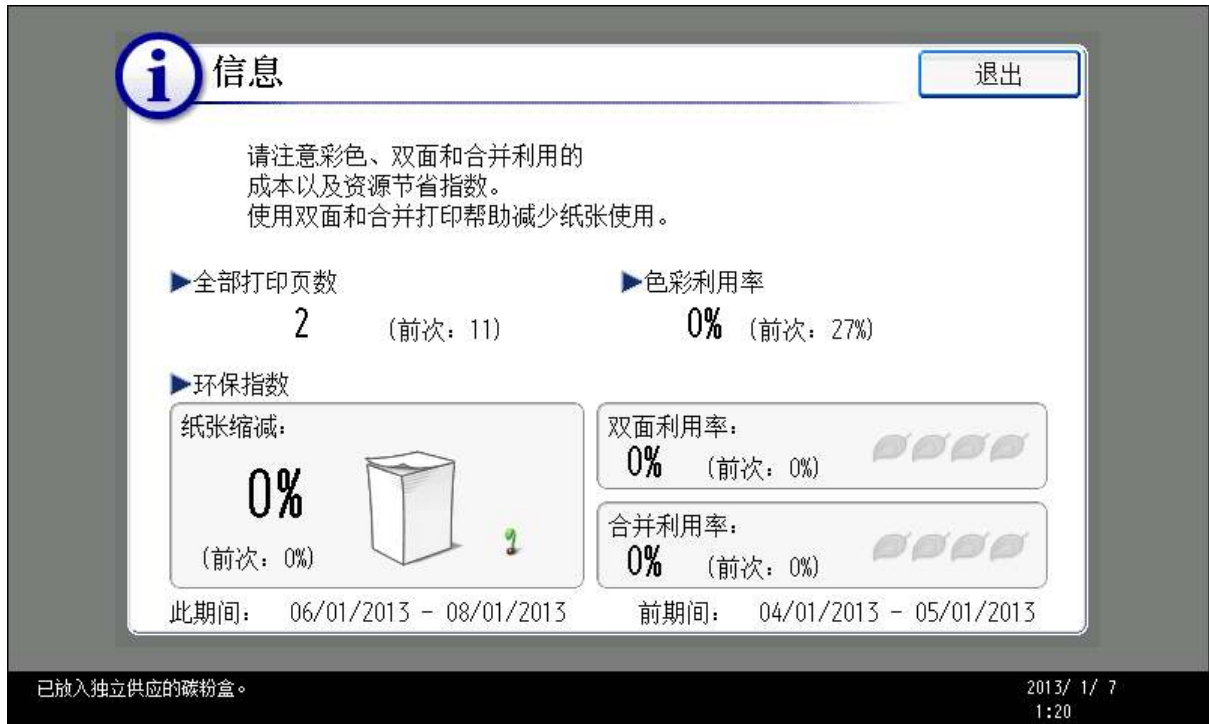 i 信息
退出
请注意彩色、双面和合并利用的
成本以及资源节省指数。
使用双面和合并打印帮助减少纸张使用。
▶全部打印页数
2 (前次: 11)
▶色彩利用率
0% (前次: 27%)
▶环保指数
纸张缩减:
0%
(前次: 0%)
双面利用率:
0% (前次: 0%)
合并利用率:
0% (前次: 0%)
此期间: 06/01/2013 - 08/01/2013
前期间: 04/01/2013 - 05/01/2013
已放入独立供应的碳粉盒。
2013/ 1/ 7
1:20